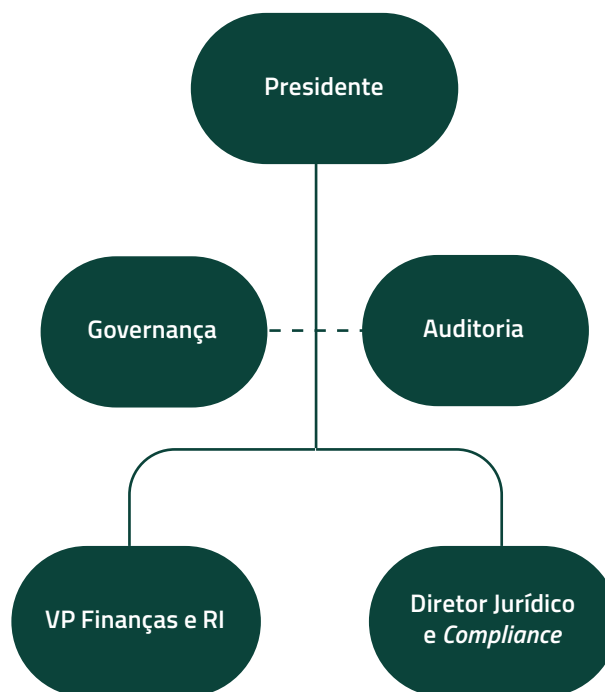 Presidente
Governança
Auditoria
VP Finanças e RI
Diretor Jurídico
e Compliance